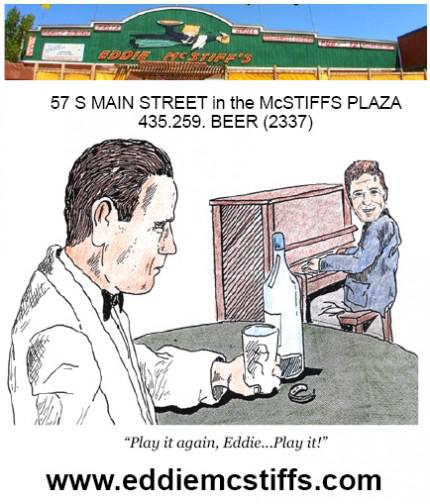 EDDIE McSTIFF'S
57 S MAIN STREET in the McSTIFFS PLAZA
435.259. BEER (2337)
“Play it again, Eddie...Play it!”
www.eddiemcstiffs.com